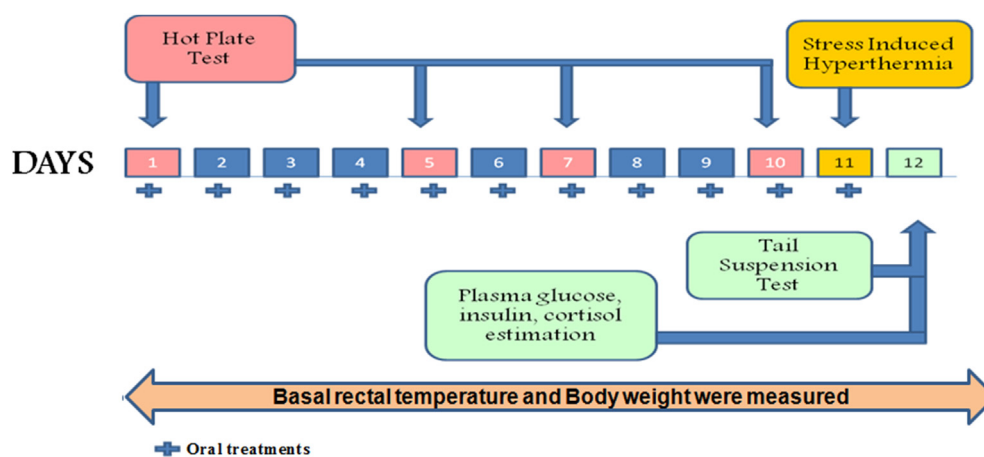 Hot Plate
Test
Stress Induced
Hyperthermia
DAYS 1 2 3 4 5 6 7 8 9 10 11 12
Tail
Suspension
Test
Plasma glucose,
insulin, cortisol
estimation
Basal rectal temperature and Body weight were measured
Oral treatments